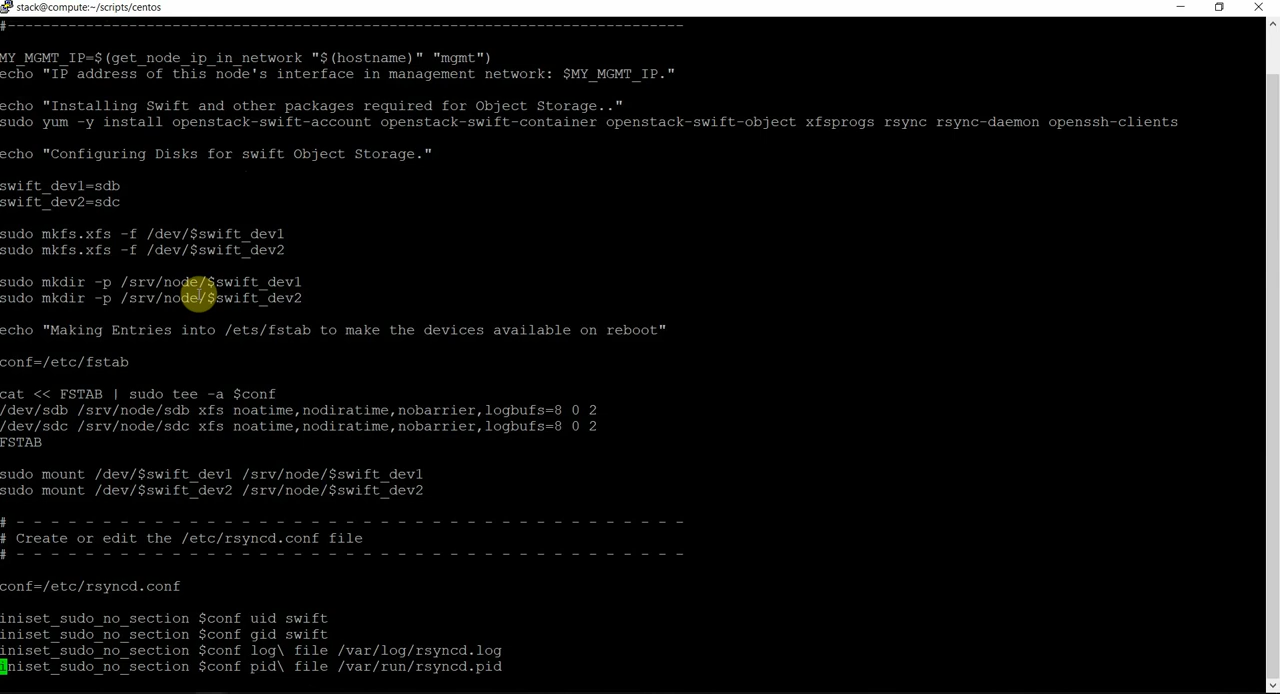 stack@compute:~/scripts/centos
#-------------------------------------------------------------------------------
MY_MGMT_IP=$(get_node_ip_in_network "$(hostname)" "mgmt")
echo "IP address of this node's interface in management network: $MY_MGMT_IP."
echo "Installing Swift and other packages required for Object Storage.."
sudo yum -y install openstack-swift-account openstack-swift-container openstack-swift-object xfsprogs rsync rsync-daemon openssh-clients
echo "Configuring Disks for swift Object Storage."
swift_dev1=sdb
swift_dev2=sdc
sudo mkfs.xfs -f /dev/$swift_dev1
sudo mkfs.xfs -f /dev/$swift_dev2
sudo mkdir -p /srv/node/$swift_dev1
sudo mkdir -p /srv/node/$swift_dev2
echo "Making Entries into /ets/fstab to make the devices available on reboot"
conf=/etc/fstab
cat << FSTAB | sudo tee -a $conf
/dev/sdb /srv/node/sdb xfs noatime,nodiratime,nobarrier,logbufs=8 0 2
/dev/sdc /srv/node/sdc xfs noatime,nodiratime,nobarrier,logbufs=8 0 2
FSTAB
sudo mount /dev/$swift_dev1 /srv/node/$swift_dev1
sudo mount /dev/$swift_dev2 /srv/node/$swift_dev2
# - - - - - - - - - - - - - - - - - - - - - - - - - - - - - - - - - - - - - - -
# Create or edit the /etc/rsyncd.conf file
# - - - - - - - - - - - - - - - - - - - - - - - - - - - - - - - - - - - - - - -
conf=/etc/rsyncd.conf
iniset_sudo_no_section $conf uid swift
iniset_sudo_no_section $conf gid swift
iniset_sudo_no_section $conf log\ file /var/log/rsyncd.log
iniset_sudo_no_section $conf pid\ file /var/run/rsyncd.pid